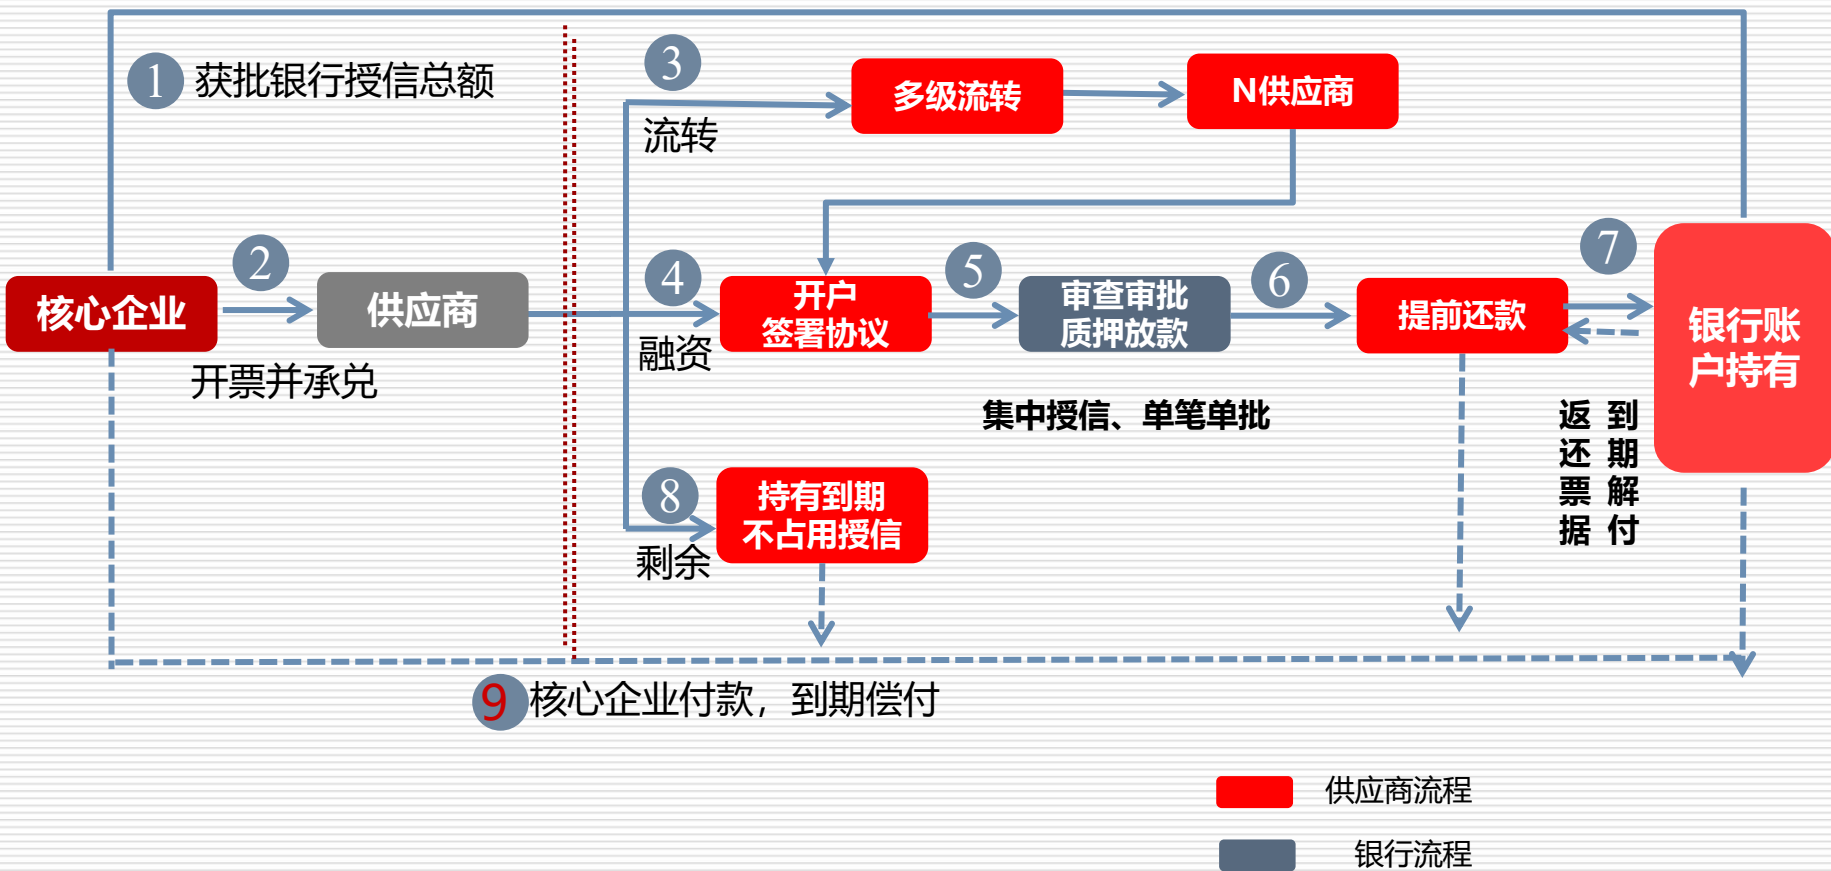 1 获批银行授信总额
3
流转
多级流转
N供应商
核心企业
2
开票并承兑
供应商
4
融资
开户
签署协议
5
审查审批
质押放款
集中授信、单笔单批
6
提前还款
7
返还票据
到期解付
银行账
户持有
8
剩余
持有到期
不占用授信
9 核心企业付款，到期偿付
供应商流程
银行流程